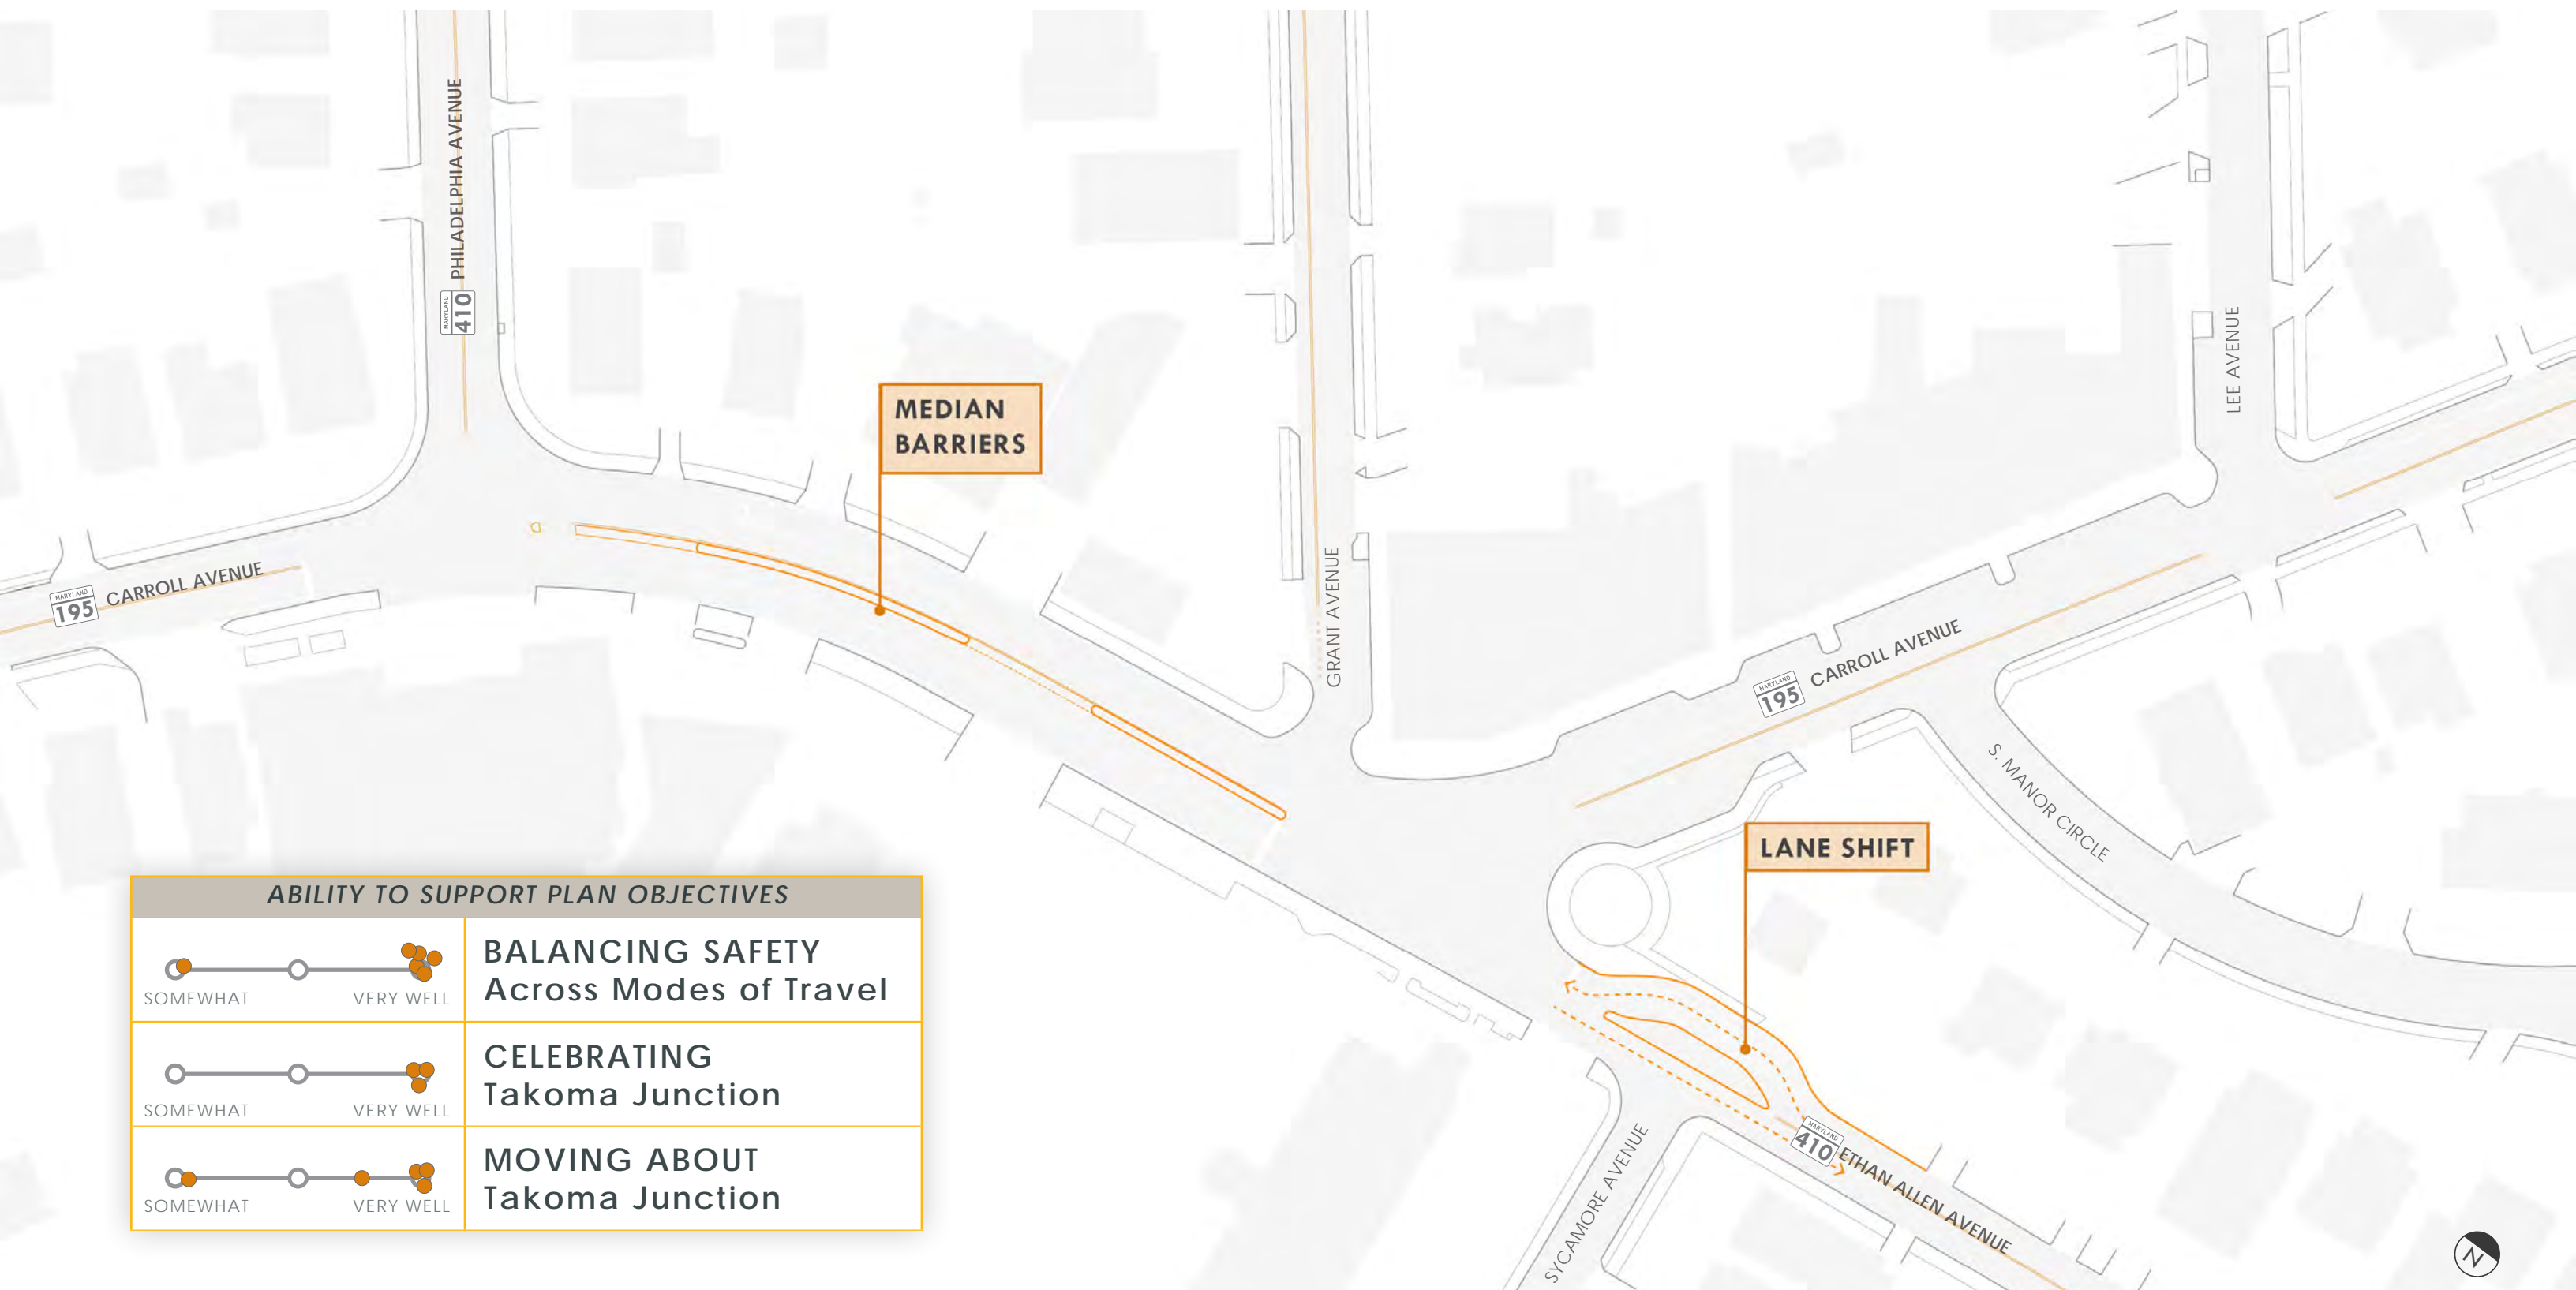 PHILADELPHIA AVENUE
MARYLAND
410
MEDIAN
BARRIERS
LEE AVENUE
GRANT AVENUE
MARYLAND
195
CARROLL AVENUE
MARYLAND
195
CARROLL AVENUE
S. MANOR CIRCLE
LANE SHIFT
ABILITY TO SUPPORT PLAN OBJECTIVES
SOMEWHAT
VERY WELL
BALANCING SAFETY
Across Modes of Travel
SOMEWHAT
VERY WELL
CELEBRATING
Takoma Junction
SOMEWHAT
VERY WELL
MOVING ABOUT
Takoma Junction
MARYLAND
410
ETHAN ALLEN AVENUE
SYCAMORE AVENUE
N